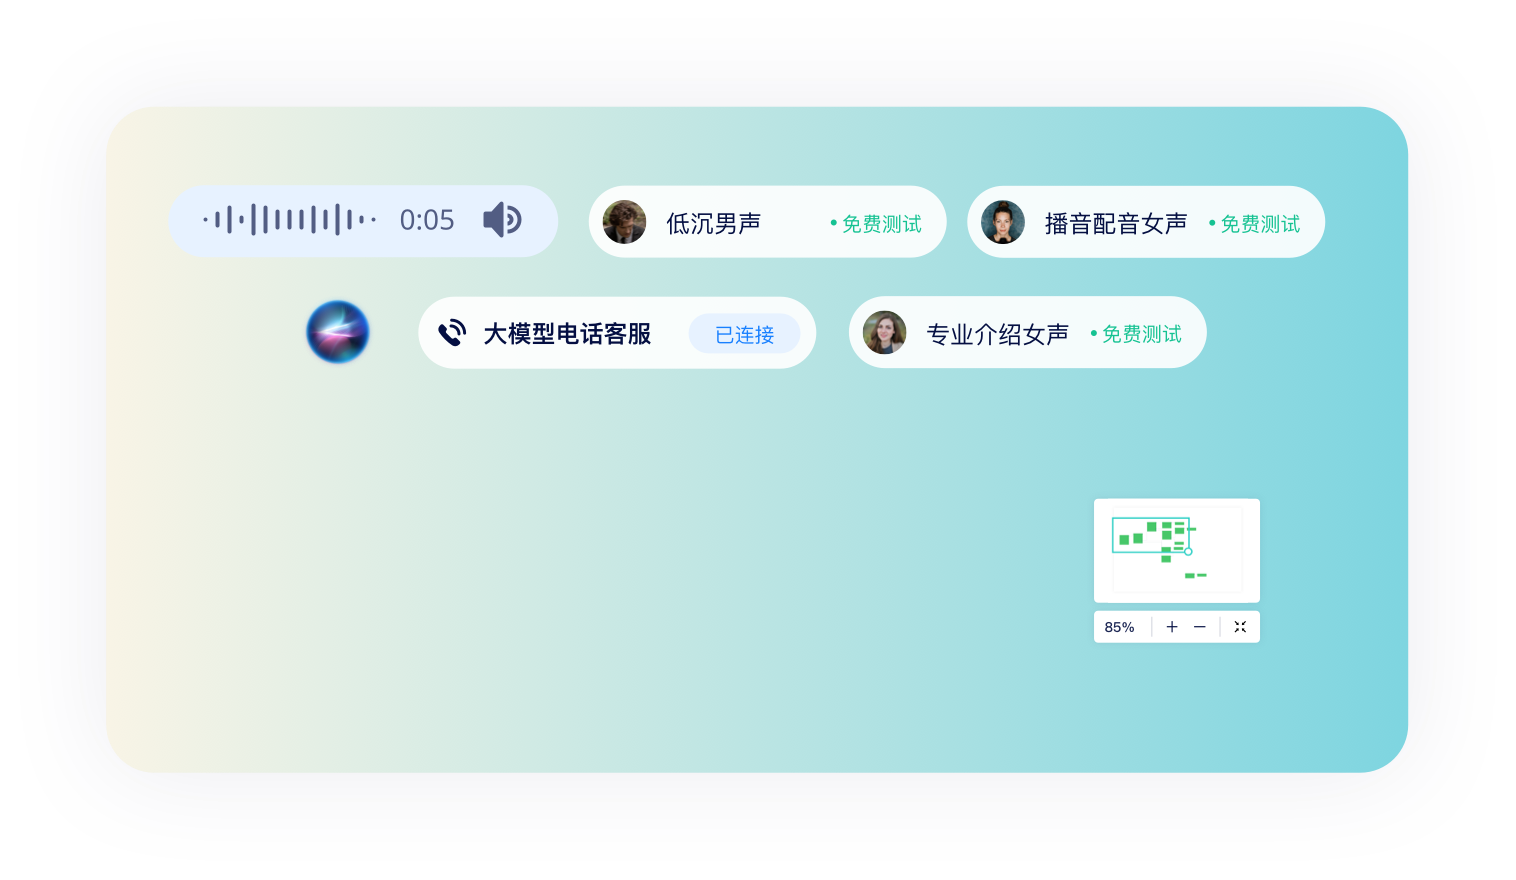 0:05
低沉男声
• 免费测试
播音配音女声
• 免费测试
大模型电话客服
已连接
专业介绍女声
• 免费测试
85%